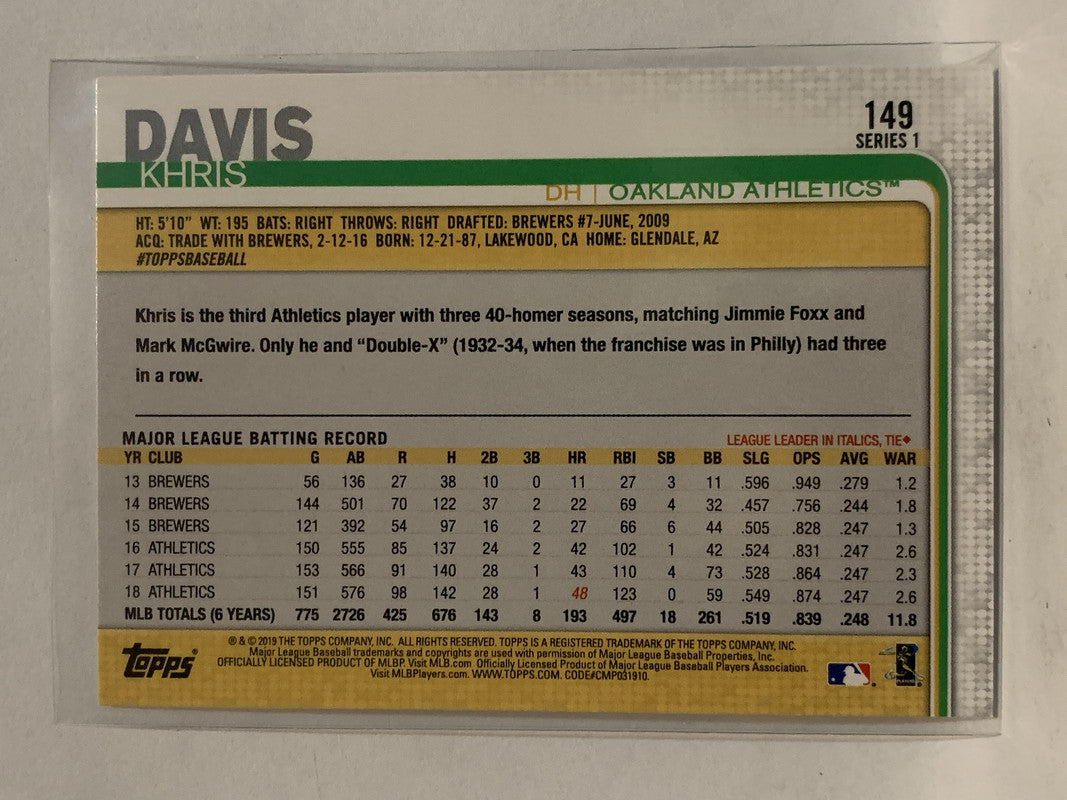 DAVIS
KHRIS
149
SERIES 1
DH | OAKLAND ATHLETICS™
HT: 5'10" WT: 195 BATS: RIGHT THROWS: RIGHT DRAFTED: BREWERS #7-JUNE, 2009
ACQ: TRADE WITH BREWERS, 2-12-16 BORN: 12-21-87, LAKEWOOD, CA HOME: GLENDALE, AZ
#TOPPSBASEBALL
Khris is the third Athletics player with three 40-homer seasons, matching Jimmie Foxx and
Mark McGwire. Only he and “Double-X” (1932-34, when the franchise was in Philly) had three
in a row.
MAJOR LEAGUE BATTING RECORD LEAGUE LEADER IN ITALICS, TIE♦
YR CLUB G AB R H 2B 3B HR RBI SB BB SLG OPS AVG WAR
13 BREWERS 56 136 27 38 10 0 11 27 3 11 .596 .949 .279 1.2
14 BREWERS 144 501 70 122 37 2 22 69 4 32 .457 .756 .244 1.8
15 BREWERS 121 392 54 97 16 2 27 66 6 44 .505 .828 .247 1.3
16 ATHLETICS 150 555 85 137 24 2 42 102 1 42 .524 .831 .247 2.6
17 ATHLETICS 153 566 91 140 28 1 43 110 4 73 .528 .864 .247 2.3
18 ATHLETICS 151 576 98 142 28 1 48 123 0 59 .549 .874 .247 2.6
MLB TOTALS (6 YEARS) 775 2726 425 676 143 8 193 497 18 261 .519 .839 .248 11.8
Topps®
® & © 2019 THE TOPPS COMPANY, INC. ALL RIGHTS RESERVED. TOPPS IS A REGISTERED TRADEMARK OF THE TOPPS COMPANY, INC.
Major League Baseball trademarks and copyrights are used with permission of Major League Baseball Properties, Inc.
OFFICIALLY LICENSED PRODUCT OF MLBP. Visit MLB.com Officially Licensed Product of Major League Baseball Players Association.
Visit MLBPlayers.com. WWW.TOPPS.COM. CODE#CMP031910.